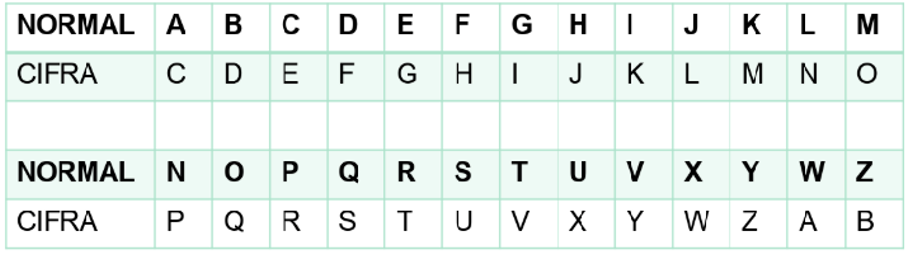 NORMAL A B C D E F G H I J K L M
CIFRA C D E F G H I J K L M N O
NORMAL N O P Q R S T U V X Y W Z
CIFRA P Q R S T U V X Y W Z A B